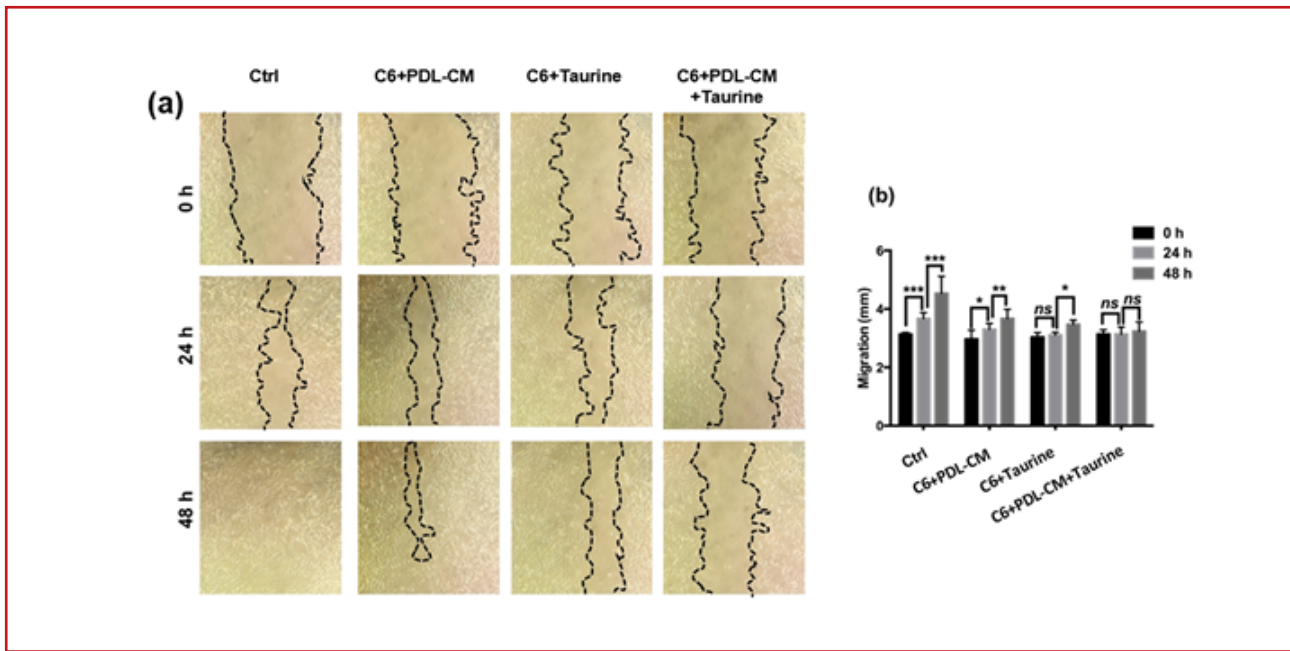 Ctrl
C6+PDL-CM
C6+Taurine
C6+PDL-CM
+Taurine
(a)
0 h
24 h
48 h
(b)
0 h
24 h
48 h
Migration (mm)
6
4
2
0
***
***
*
**
ns
*
ns
ns
Ctrl
C6+PDL-CM
C6+Taurine
C6+PDL-CM+Taurine